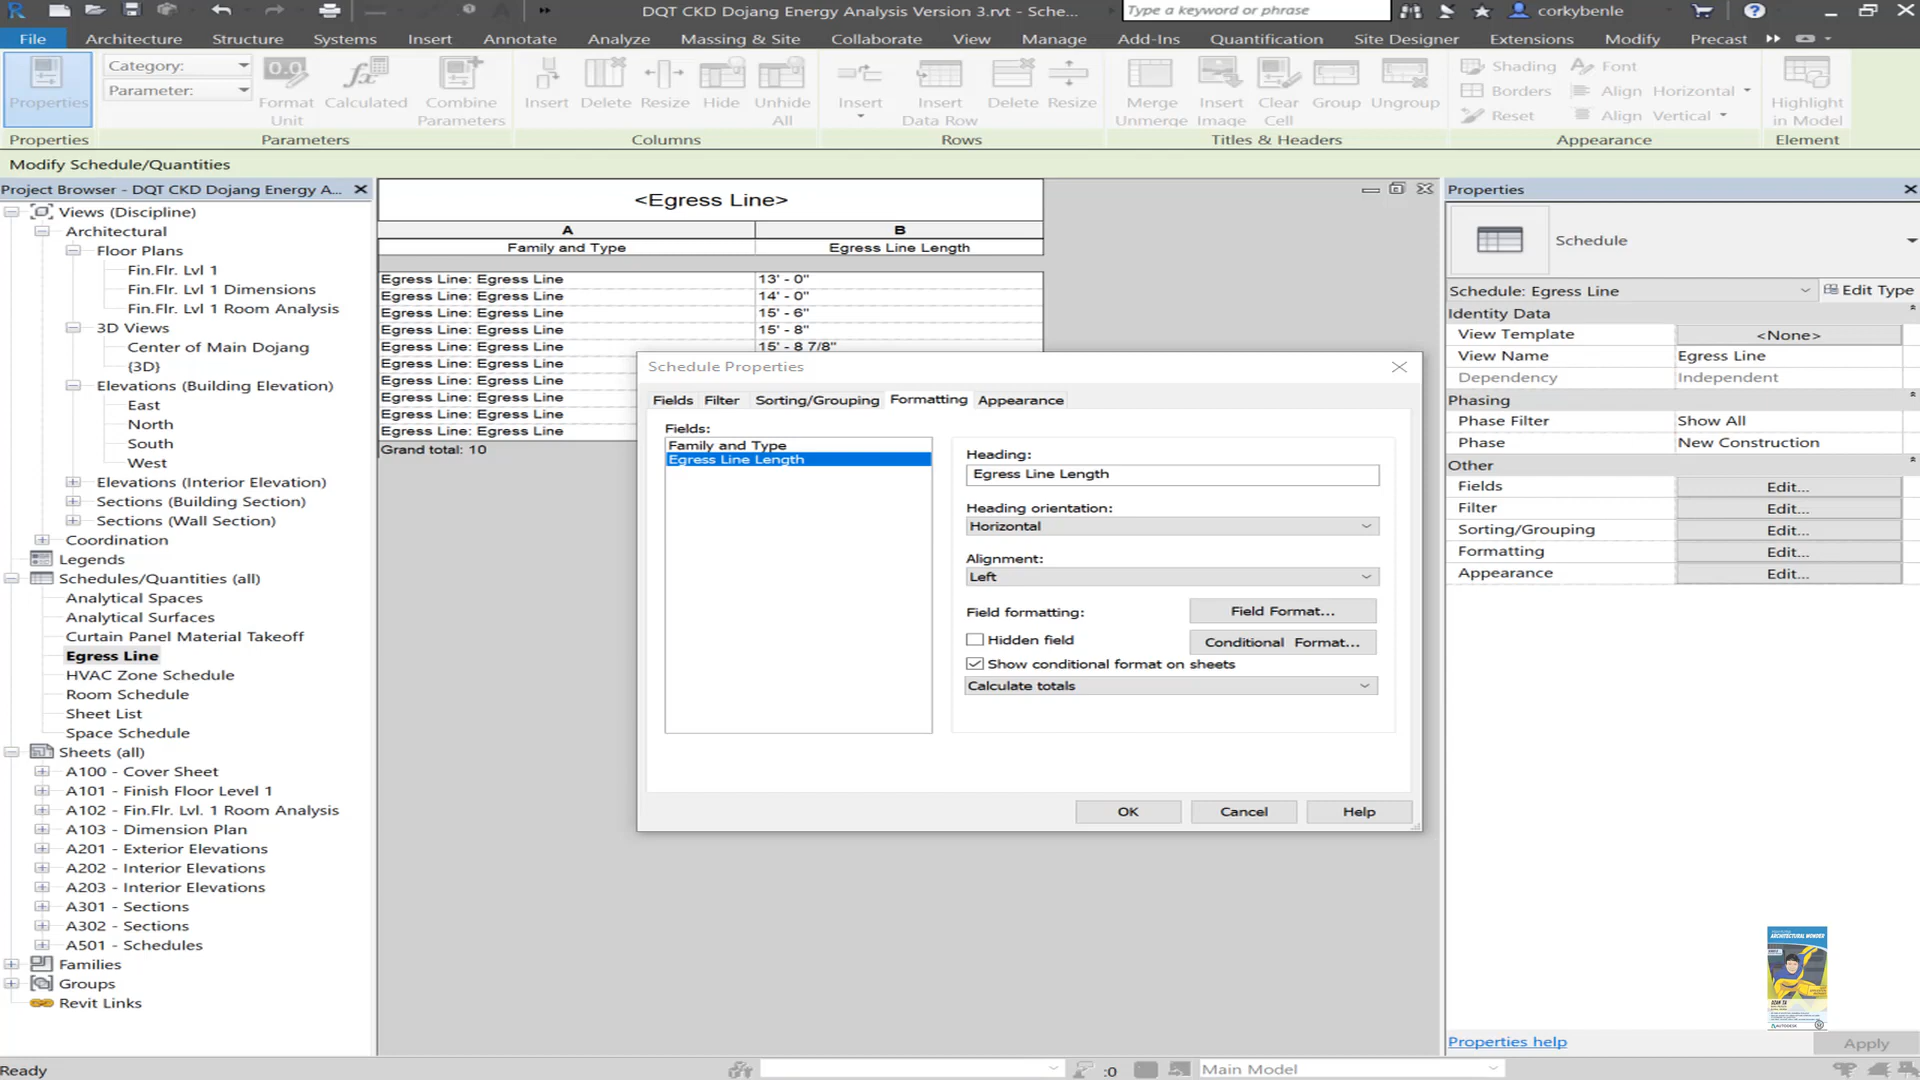 DQT CKD Dojang Energy Analysis Version 3.rvt - Sche...
Type a keyword or phrase
corkybenle
File Architecture Structure Systems Insert Annotate Analyze Massing & Site Collaborate View Manage Add-Ins Quantification Site Designer Extensions Modify Precast
Properties
Category:
Parameter:
Format Unit
Calculated
Combine Parameters
Insert Delete Resize Hide Unhide All
Insert
Insert Data Row
Delete Resize
Merge Unmerge
Insert Image
Clear Cell
Group Ungroup
Shading
Borders
Reset
Font
Align Horizontal
Align Vertical
Highlight in Model
Properties Parameters Columns Rows Titles & Headers Appearance Element
Modify Schedule/Quantities
Project Browser - DQT CKD Dojang Energy A...
Views (Discipline)
Architectural
Floor Plans
Fin.Flr. Lvl 1
Fin.Flr. Lvl 1 Dimensions
Fin.Flr. Lvl 1 Room Analysis
3D Views
Center of Main Dojang
{3D}
Elevations (Building Elevation)
East
North
South
West
Elevations (Interior Elevation)
Sections (Building Section)
Sections (Wall Section)
Coordination
Legends
Schedules/Quantities (all)
Analytical Spaces
Analytical Surfaces
Curtain Panel Material Takeoff
Egress Line
HVAC Zone Schedule
Room Schedule
Sheet List
Space Schedule
Sheets (all)
A100 - Cover Sheet
A101 - Finish Floor Level 1
A102 - Fin.Flr. Lvl. 1 Room Analysis
A103 - Dimension Plan
A201 - Exterior Elevations
A202 - Interior Elevations
A203 - Interior Elevations
A301 - Sections
A302 - Sections
A501 - Schedules
Families
Groups
Revit Links
<Egress Line>
A B
Family and Type Egress Line Length
Egress Line: Egress Line 13' - 0"
Egress Line: Egress Line 14' - 0"
Egress Line: Egress Line 15' - 6"
Egress Line: Egress Line 15' - 8"
Egress Line: Egress Line 15' - 8 7/8"
Egress Line: Egress Line
Egress Line: Egress Line
Egress Line: Egress Line
Egress Line: Egress Line
Egress Line: Egress Line
Grand total: 10
Schedule Properties
Fields Filter Sorting/Grouping Formatting Appearance
Fields:
Family and Type
Egress Line Length
Heading:
Egress Line Length
Heading orientation:
Horizontal
Alignment:
Left
Field formatting:
Field Format...
Hidden field
Conditional Format...
Show conditional format on sheets
Calculate totals
OK Cancel Help
Properties
Schedule
Schedule: Egress Line
Edit Type
Identity Data
View Template <None>
View Name Egress Line
Dependency Independent
Phasing
Phase Filter Show All
Phase New Construction
Other
Fields Edit...
Filter Edit...
Sorting/Grouping Edit...
Formatting Edit...
Appearance Edit...
ARCHITECTURAL WONDER
AUTODESK
Properties help
Apply
Ready
:0
Main Model